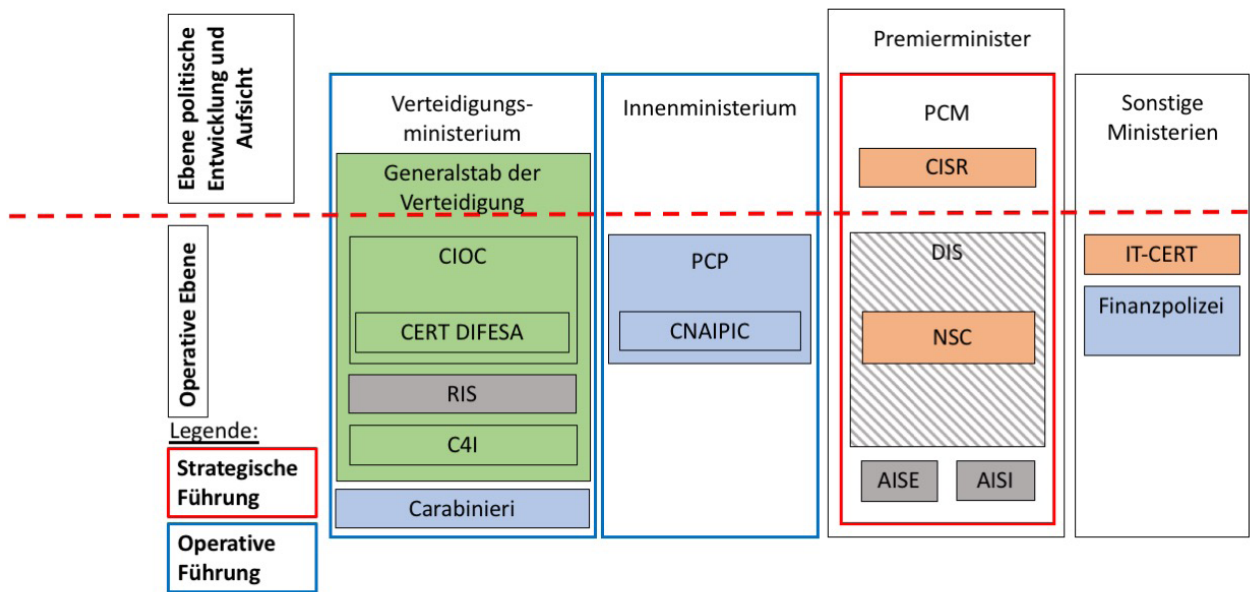 Ebene politische
Entwicklung und
Aufsicht
Operative Ebene
Verteidigungs-
ministerium
Generalstab der
Verteidigung
CIOC
CERT DIFESA
RIS
C4I
Carabinieri
Innenministerium
PCP
CNAIPIC
Premierminister
PCM
CISR
DIS
NSC
AISE
AISI
Sonstige
Ministerien
IT-CERT
Finanzpolizei
Legende:
Strategische
Führung
Operative
Führung